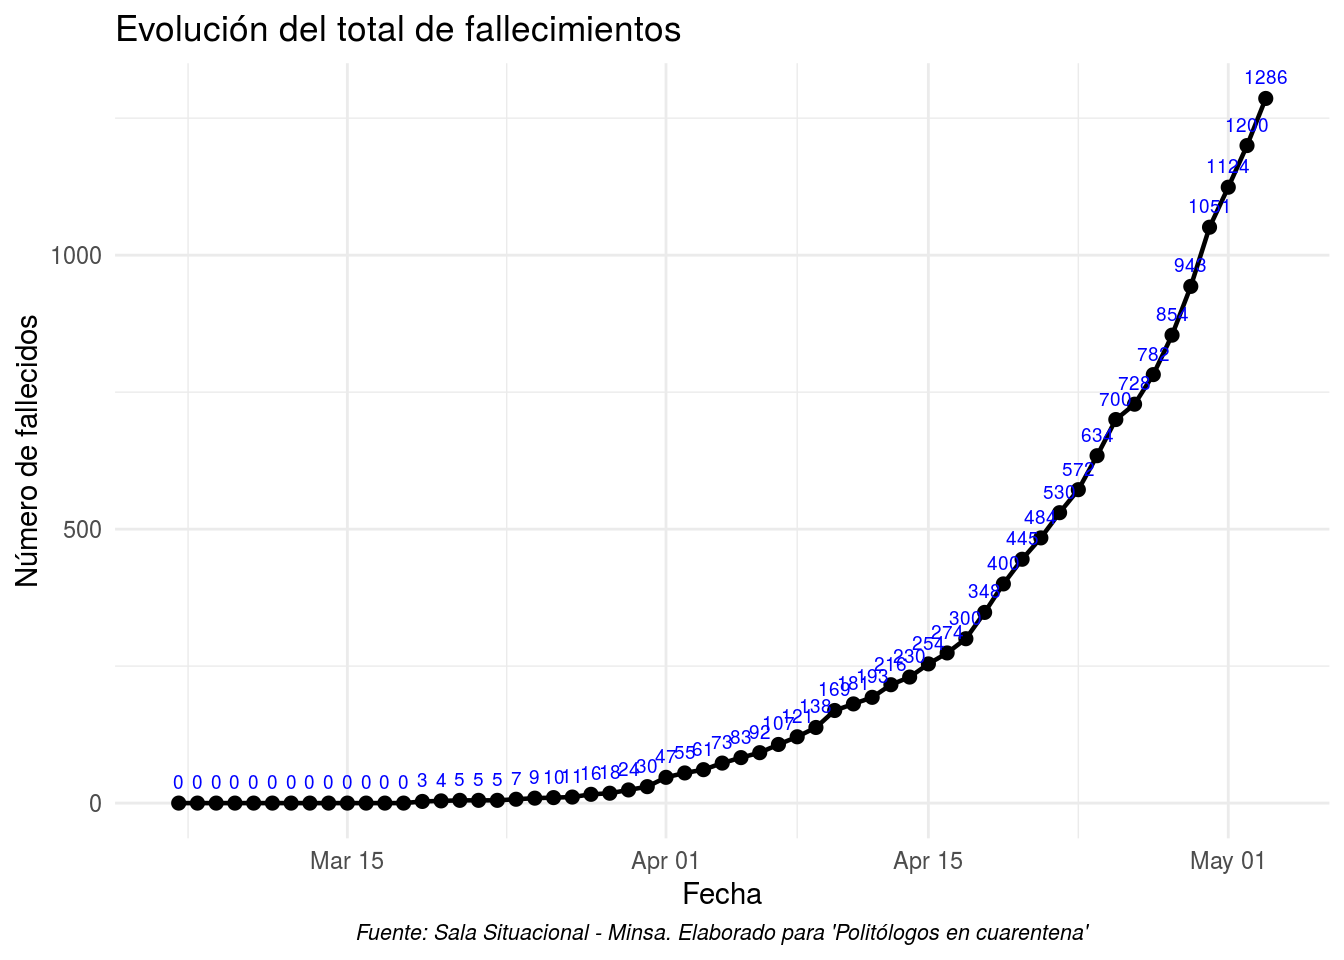 Evolución del total de fallecimientos
Número de fallecidos
1000
500
0
0 0 0 0 0 0 0 0 0 0 0 0 0 3 4 5 5 5 7 9 10 11 16 18 24 30 47 55 61 73 83 92 107 121 138 169 181 193 216 230 254 274 300 348 400 445 484 530 572 634 700 728 782 854 943 1051 1124 1200 1286
Mar 15 Apr 01 Apr 15 May 01
Fecha
Fuente: Sala Situacional - Minsa. Elaborado para 'Politólogos en cuarentena'